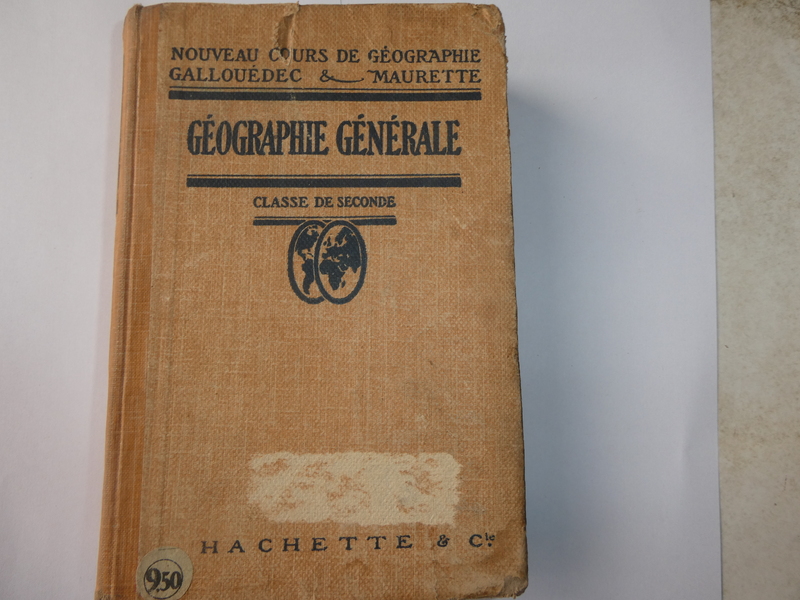 NOUVEAU COURS DE GÉOGRAPHIE
GALLOUÉDEC & MAURETTE
GÉOGRAPHIE GÉNÉRALE
CLASSE DE SECONDE
HACHETTE & Cie.
9.50